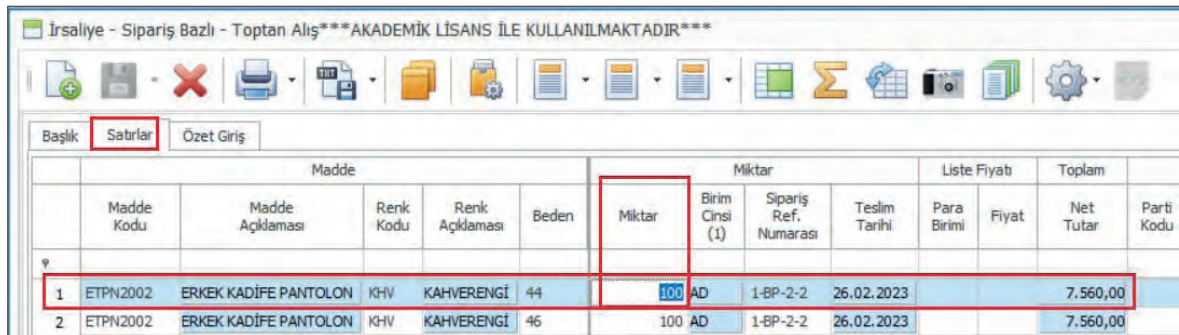 İrsaliye - Sipariş Bazlı - Toptan Alış***AKADEMİK LİSANS İLE KULLANILMAKTADIR***
TXT
Başlık Satırlar Özet Giriş
Madde Miktar Liste Fiyatı Toplam
Madde Kodu Madde Açıklaması Renk Kodu Renk Açıklaması Beden Miktar Birim Cinsi (1) Sipariş Ref. Numarası Teslim Tarihi Para Birimi Fiyat Net Tutar Parti Kodu
1 ETPN2002 ERKEK KADİFE PANTOLON KHV KAHVERENGİ 44 100 AD 1-BP-2-2 26.02.2023 7.560,00
2 ETPN2002 ERKEK KADİFE PANTOLON KHV KAHVERENGİ 46 100 AD 1-BP-2-2 26.02.2023 7.560,00